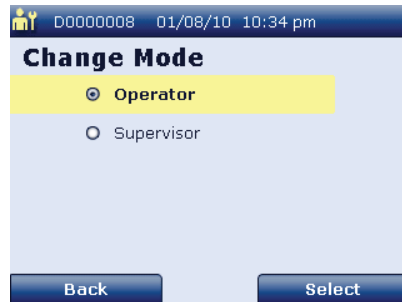 D0000008 01/08/10 10:34 pm
Change Mode
Operator
Supervisor
Back Select